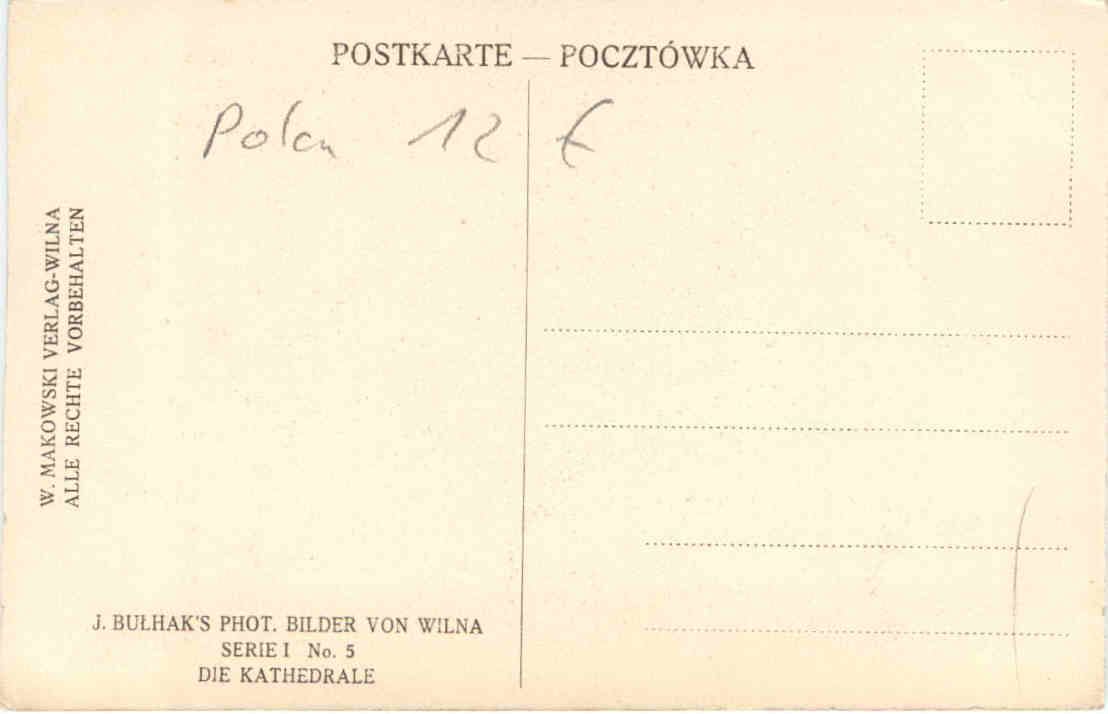 POSTKARTE — POCZTÓWKA
Polen 12 €
W. MAKOWSKI VERLAG-WILNA
ALLE RECHTE VORBEHALTEN
J. BUŁHAK'S PHOT. BILDER VON WILNA
SERIE I No. 5
DIE KATHEDRALE